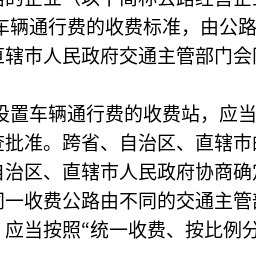 的企业（以下简称公路经营企
车辆通行费的收费标准，由公路
直辖市人民政府交通主管部门会同
设置车辆通行费的收费站，应当
查批准。跨省、自治区、直辖市的
自治区、直辖市人民政府协商确定
同一收费公路由不同的交通主管部
应当按照“统一收费、按比例分